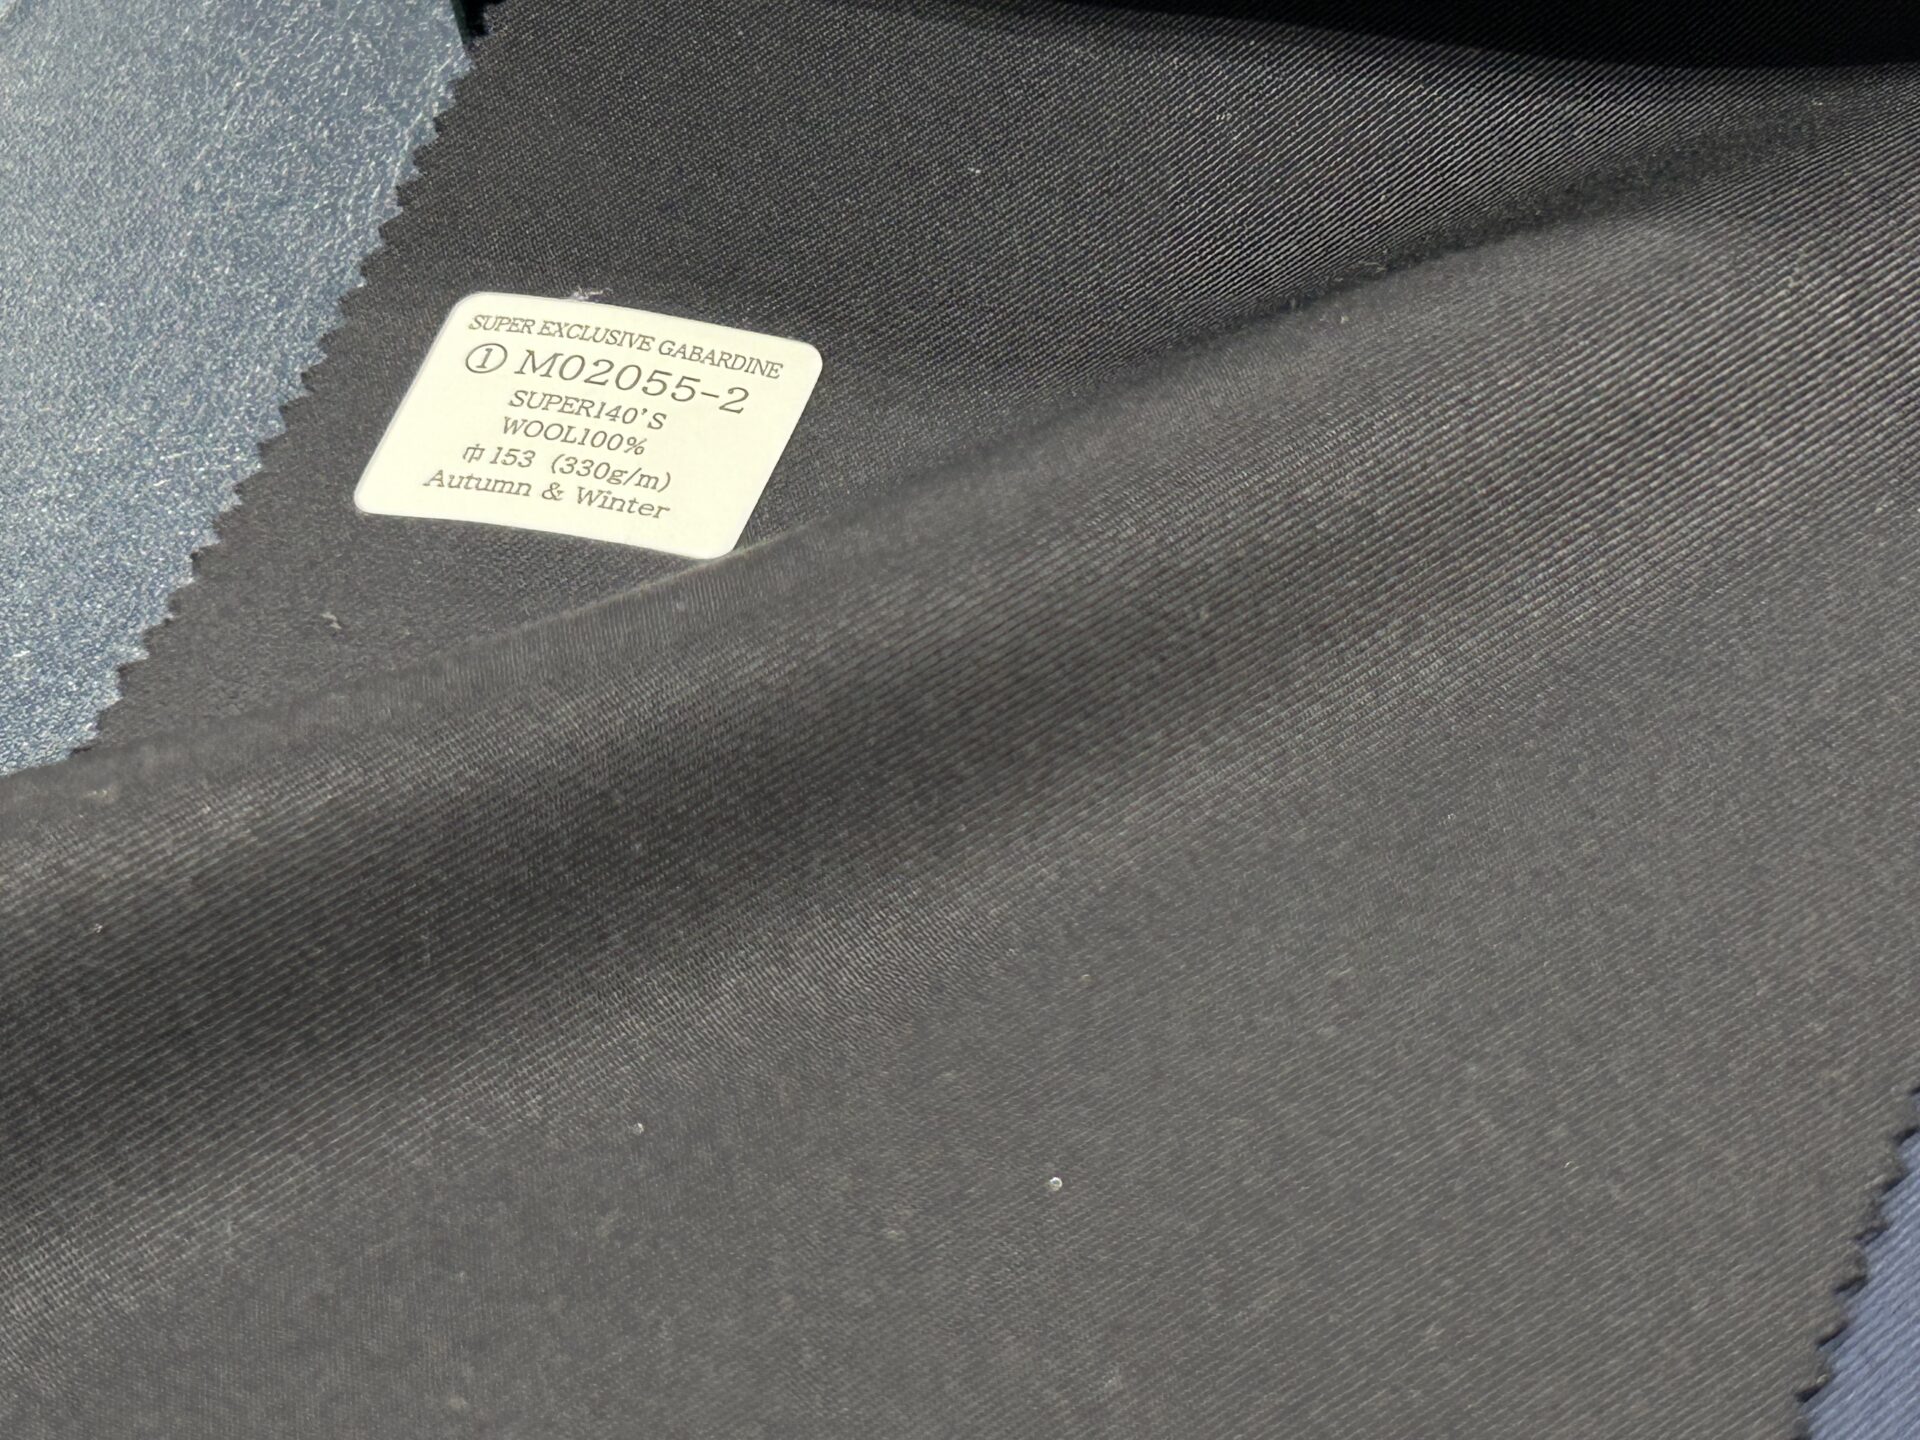 SUPER EXCLUSIVE GABARDINE
① M02055-2
SUPER140'S
WOOL100%
巾153 (330g/m)
Autumn & Winter